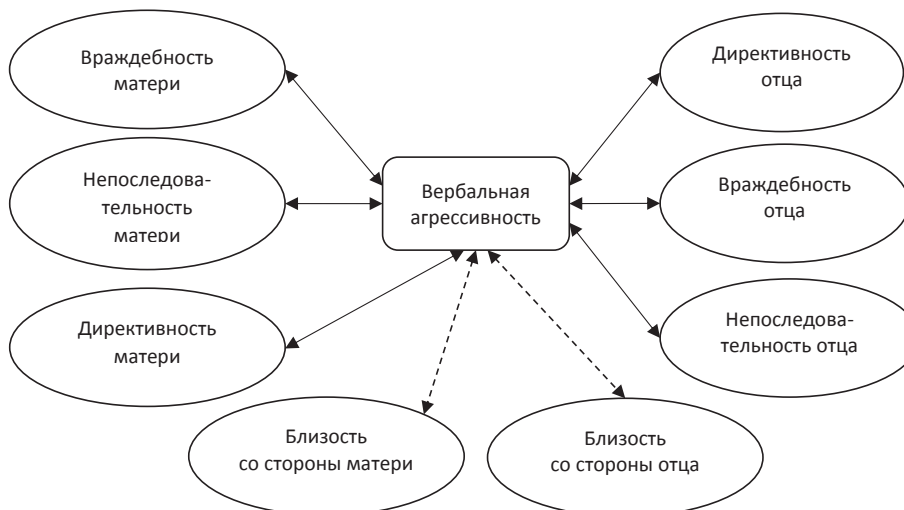 Враждебность
матери
Директивность
отца
Непоследова-
тельность
матери
Вербальная
агрессивность
Враждебность
отца
Директивность
матери
Непоследова-
тельность отца
Близость
со стороны матери
Близость
со стороны отца